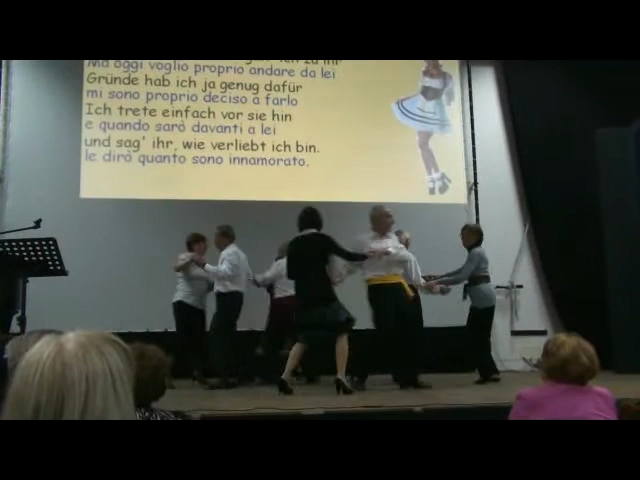 Ma oggi voglio proprio andare da lei
Gründe hab ich ja genug dafür
mi sono proprio deciso a farlo
Ich trete einfach vor sie hin
e quando sarò davanti a lei
und sag' ihr, wie verliebt ich bin.
le dirò quanto sono innamorato.